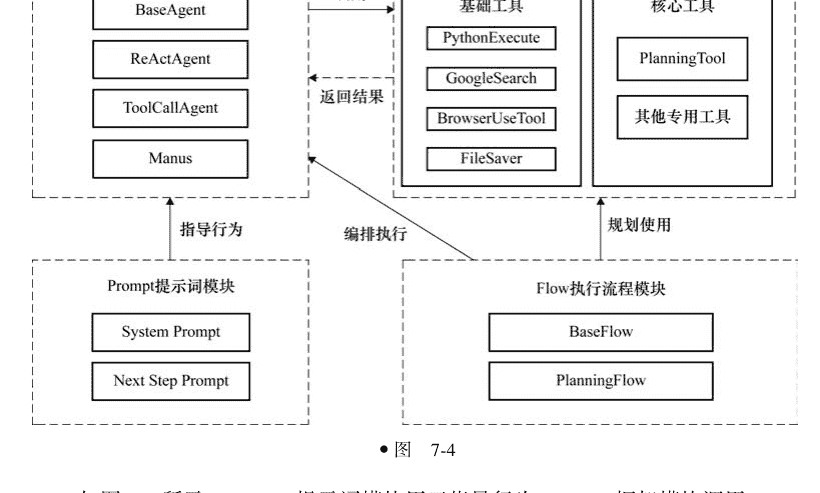 基础工具
核心工具
BaseAgent
ReActAgent
ToolCallAgent
Manus
返回结果
PythonExecute
GoogleSearch
BrowserUseTool
FileSaver
PlanningTool
其他专用工具
指导行为
编排执行
规划使用
Prompt提示词模块
System Prompt
Next Step Prompt
Flow执行流程模块
BaseFlow
PlanningFlow
●图 7-4